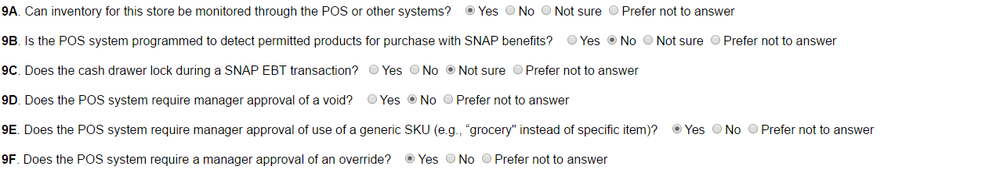 9A. Can inventory for this store be monitored through the POS or other systems? Yes No Not sure Prefer not to answer
9B. Is the POS system programmed to detect permitted products for purchase with SNAP benefits? Yes No Not sure Prefer not to answer
9C. Does the cash drawer lock during a SNAP EBT transaction? Yes No Not sure Prefer not to answer
9D. Does the POS system require manager approval of a void? Yes No Prefer not to answer
9E. Does the POS system require manager approval of use of a generic SKU (e.g., “grocery" instead of specific item)? Yes No Prefer not to answer
9F. Does the POS system require a manager approval of an override? Yes No Prefer not to answer